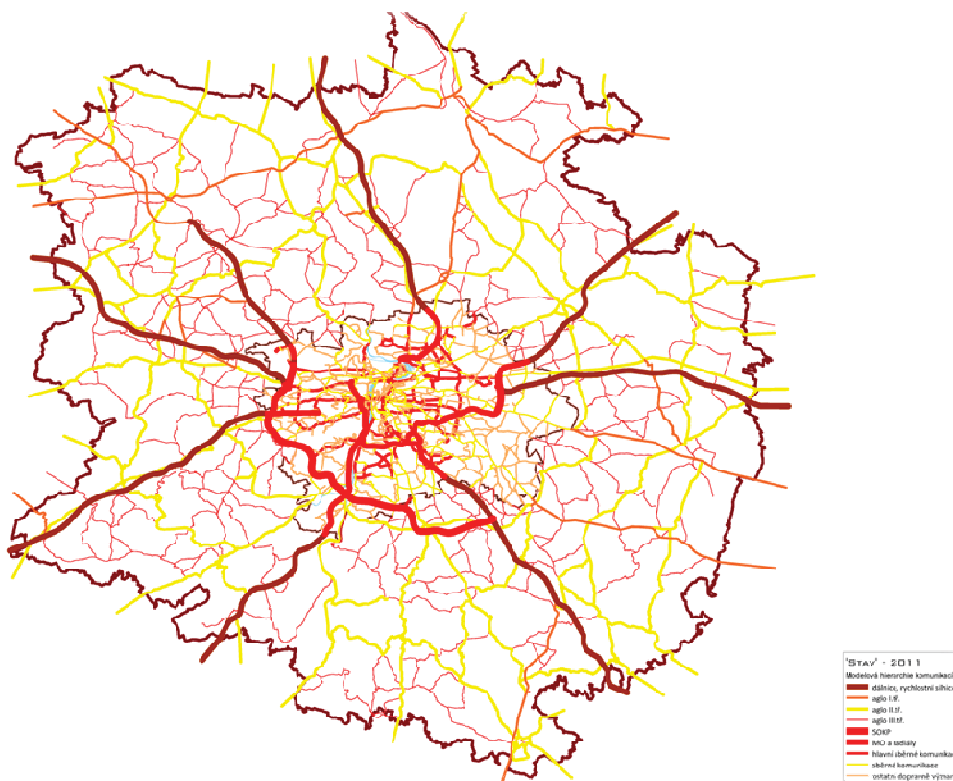 "STAV" - 2011
Modelová hierarchie komunikací
dálnice, rychlostní silnice
aglo I.tř.
aglo II.tř.
aglo III.tř.
SOKP
MO a radiály
hlavní sběrné komunikac
sběrné komunikace
ostatní dopravně význam